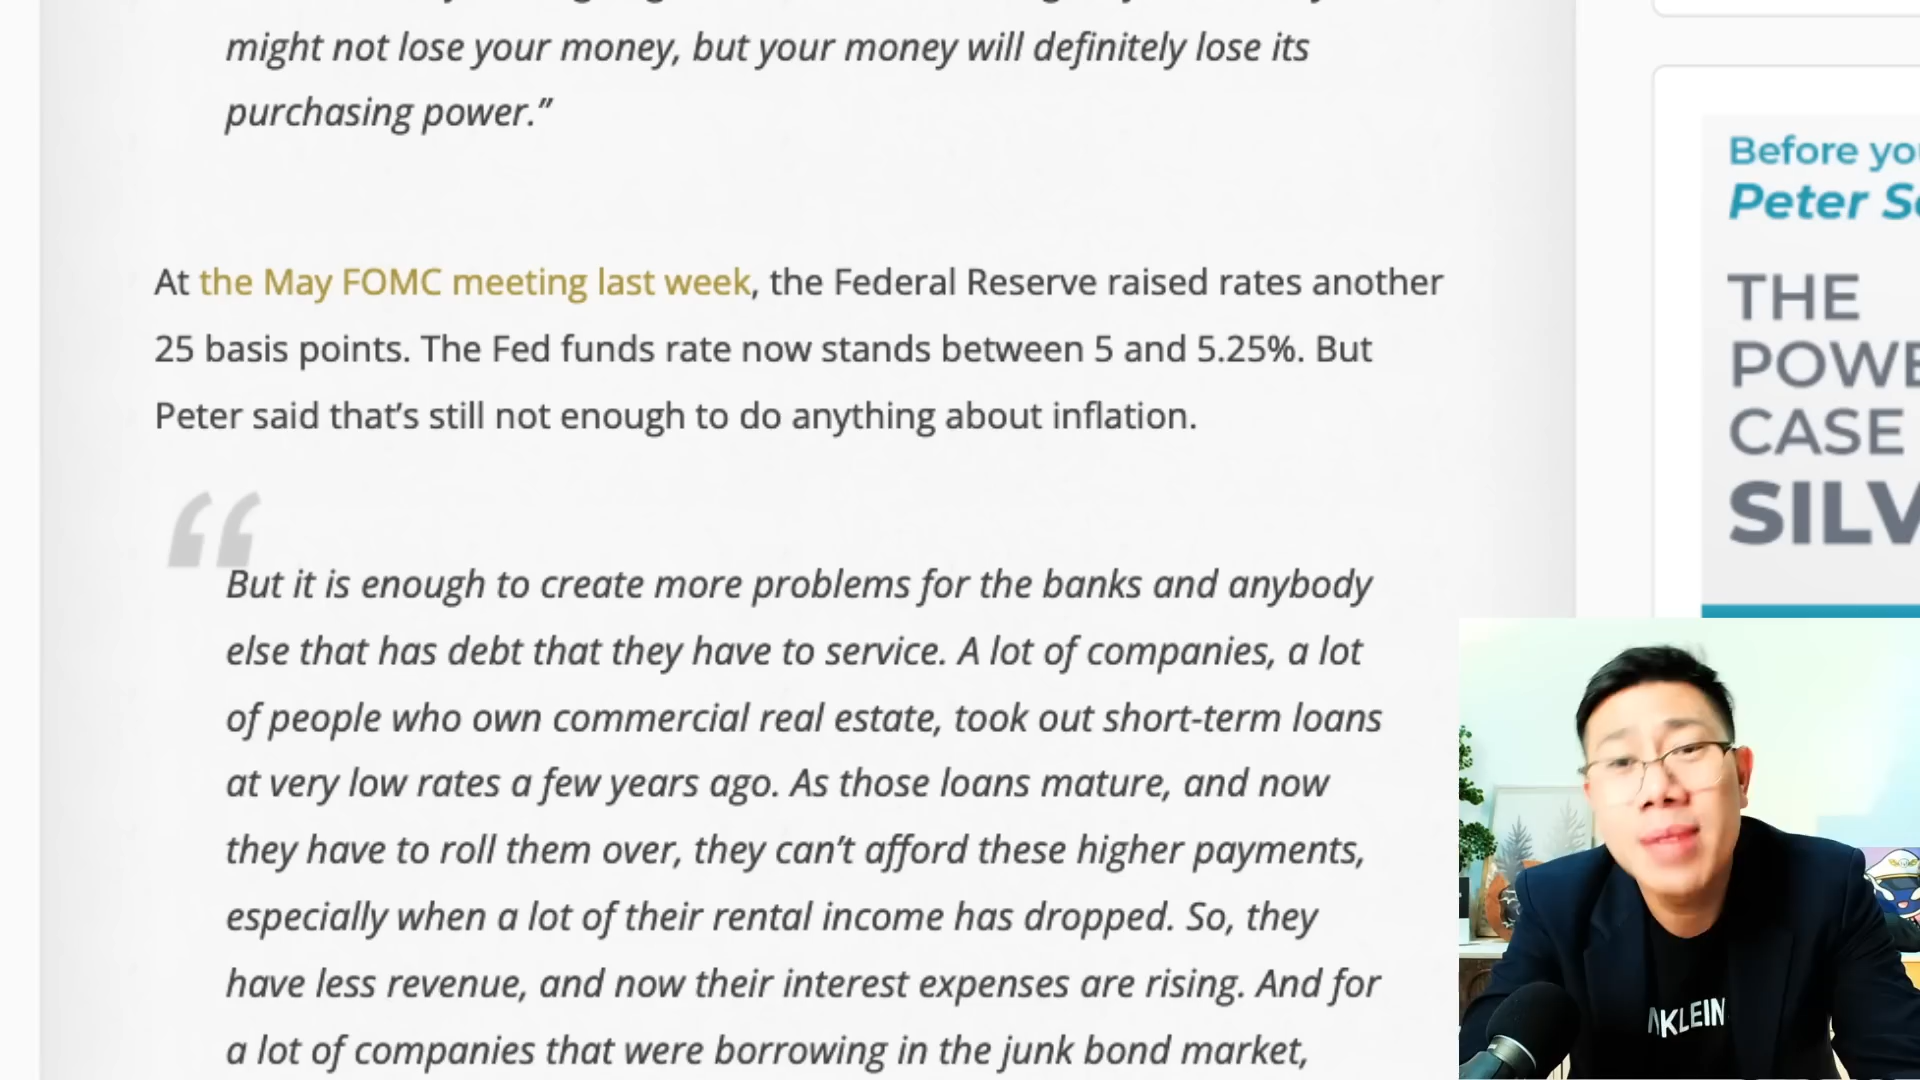 might not lose your money, but your money will definitely lose its
purchasing power.”
At the May FOMC meeting last week, the Federal Reserve raised rates another
25 basis points. The Fed funds rate now stands between 5 and 5.25%. But
Peter said that’s still not enough to do anything about inflation.
“
But it is enough to create more problems for the banks and anybody
else that has debt that they have to service. A lot of companies, a lot
of people who own commercial real estate, took out short-term loans
at very low rates a few years ago. As those loans mature, and now
they have to roll them over, they can’t afford these higher payments,
especially when a lot of their rental income has dropped. So, they
have less revenue, and now their interest expenses are rising. And for
a lot of companies that were borrowing in the junk bond market,
Before
Peter
THE
CASE
KLEIN